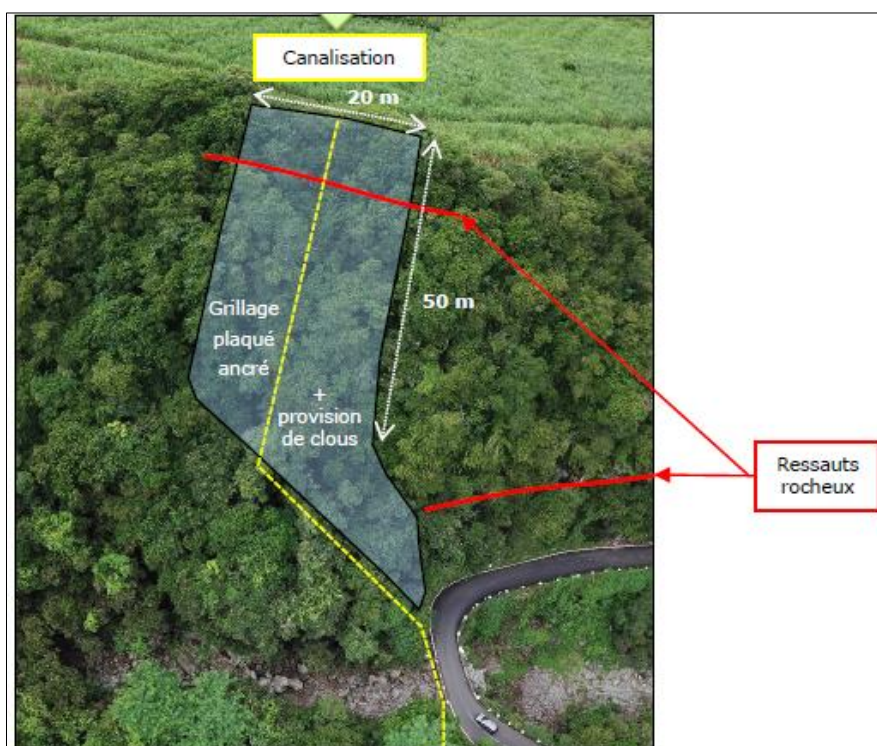 Canalisation
20 m
50 m
Grillage
plaqué
ancré
+
provision
de clous
Ressauts
rocheux